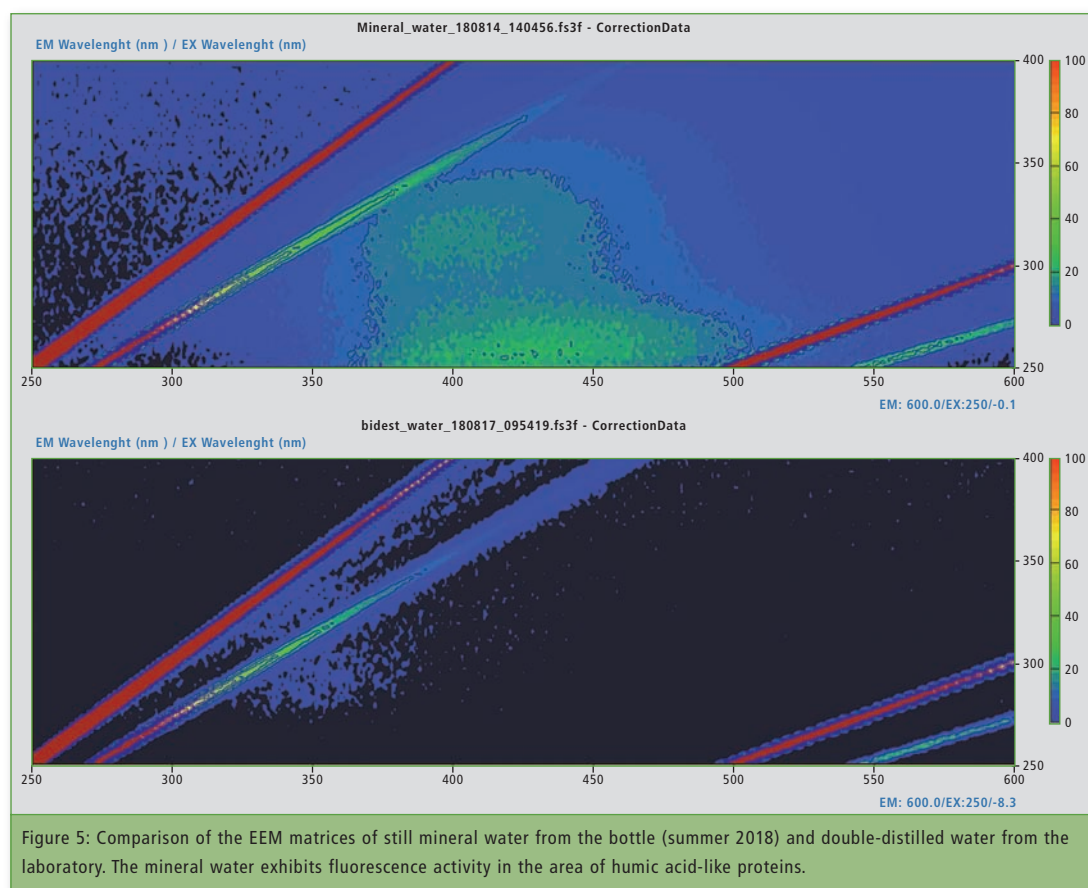 Mineral_water_180814_140456.fs3f - CorrectionData
EM Wavelenght (nm ) / EX Wavelenght (nm)
400
350
300
250
100
80
60
40
20
0
250 300 350 400 450 500 550 600
EM: 600.0/EX:250/-0.1
bidest_water_180817_095419.fs3f - CorrectionData
EM Wavelenght (nm ) / EX Wavelenght (nm)
400
350
300
250
100
80
60
40
20
0
250 300 350 400 450 500 550 600
EM: 600.0/EX:250/-8.3
Figure 5: Comparison of the EEM matrices of still mineral water from the bottle (summer 2018) and double-distilled water from the
laboratory. The mineral water exhibits fluorescence activity in the area of humic acid-like proteins.